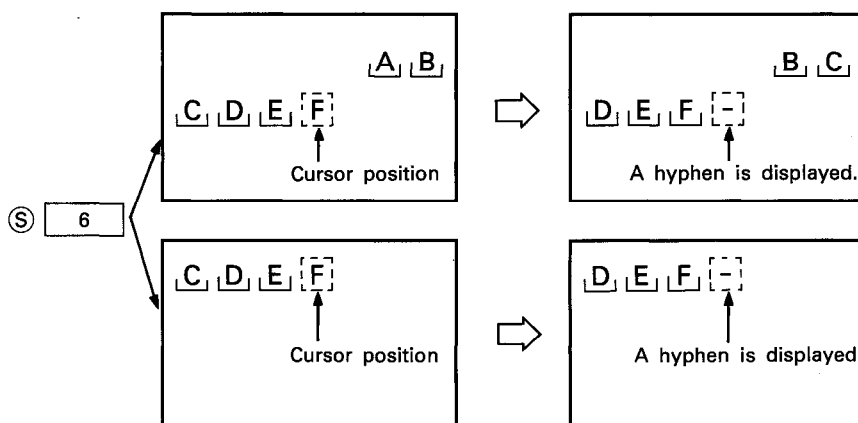 A B
B C
C D E F
D E F -
Cursor position
A hyphen is displayed.
S 6
C D E F
D E F -
Cursor position
A hyphen is displayed